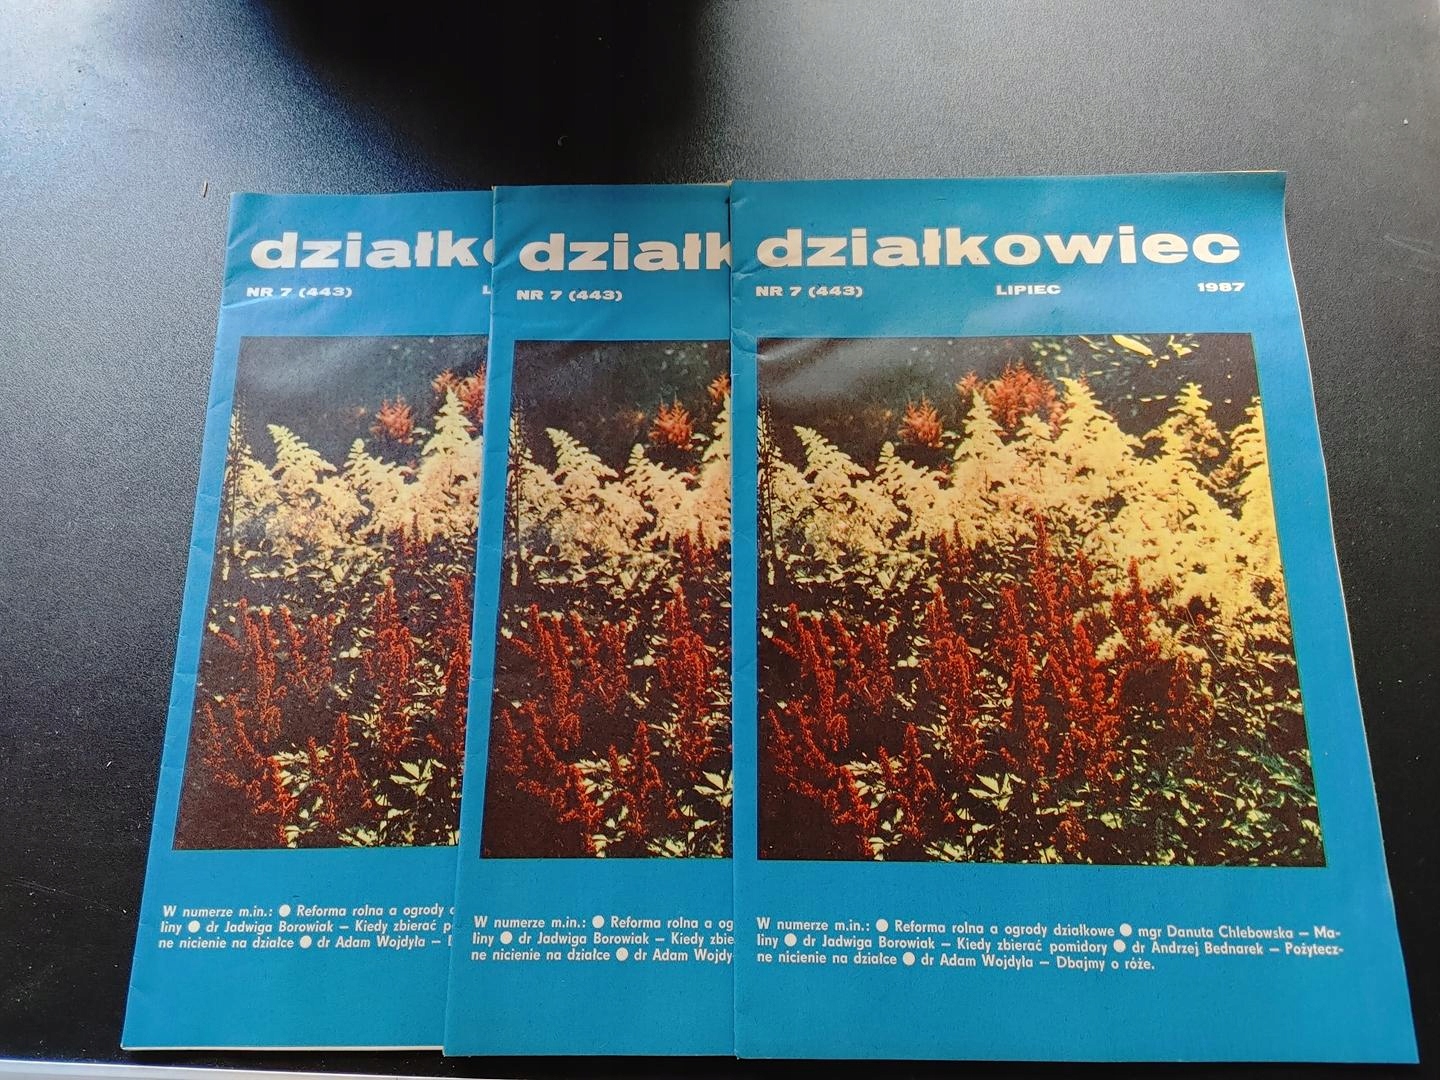 działko
NR 7 (443) L
W numerze m.in.: ● Reforma rolna a ogrody
liny ● dr Jadwiga Borowiak – Kiedy zbierać
ne nicienie na działce ● dr Adam Wojdyła –
działk
NR 7 (443)
W numerze m.in.: ● Reforma rolna a og
liny ● dr Jadwiga Borowiak – Kiedy zbie
ne nicienie na działce ● dr Adam Wojdy
działkowiec
NR 7 (443) LIPIEC 1987
W numerze m.in.: ● Reforma rolna a ogrody działkowe ● mgr Danuta Chlebowska – Ma-
liny ● dr Jadwiga Borowiak – Kiedy zbierać pomidory ● dr Andrzej Bednarek – Pożytecz-
ne nicienie na działce ● dr Adam Wojdyła – Dbajmy o róże.